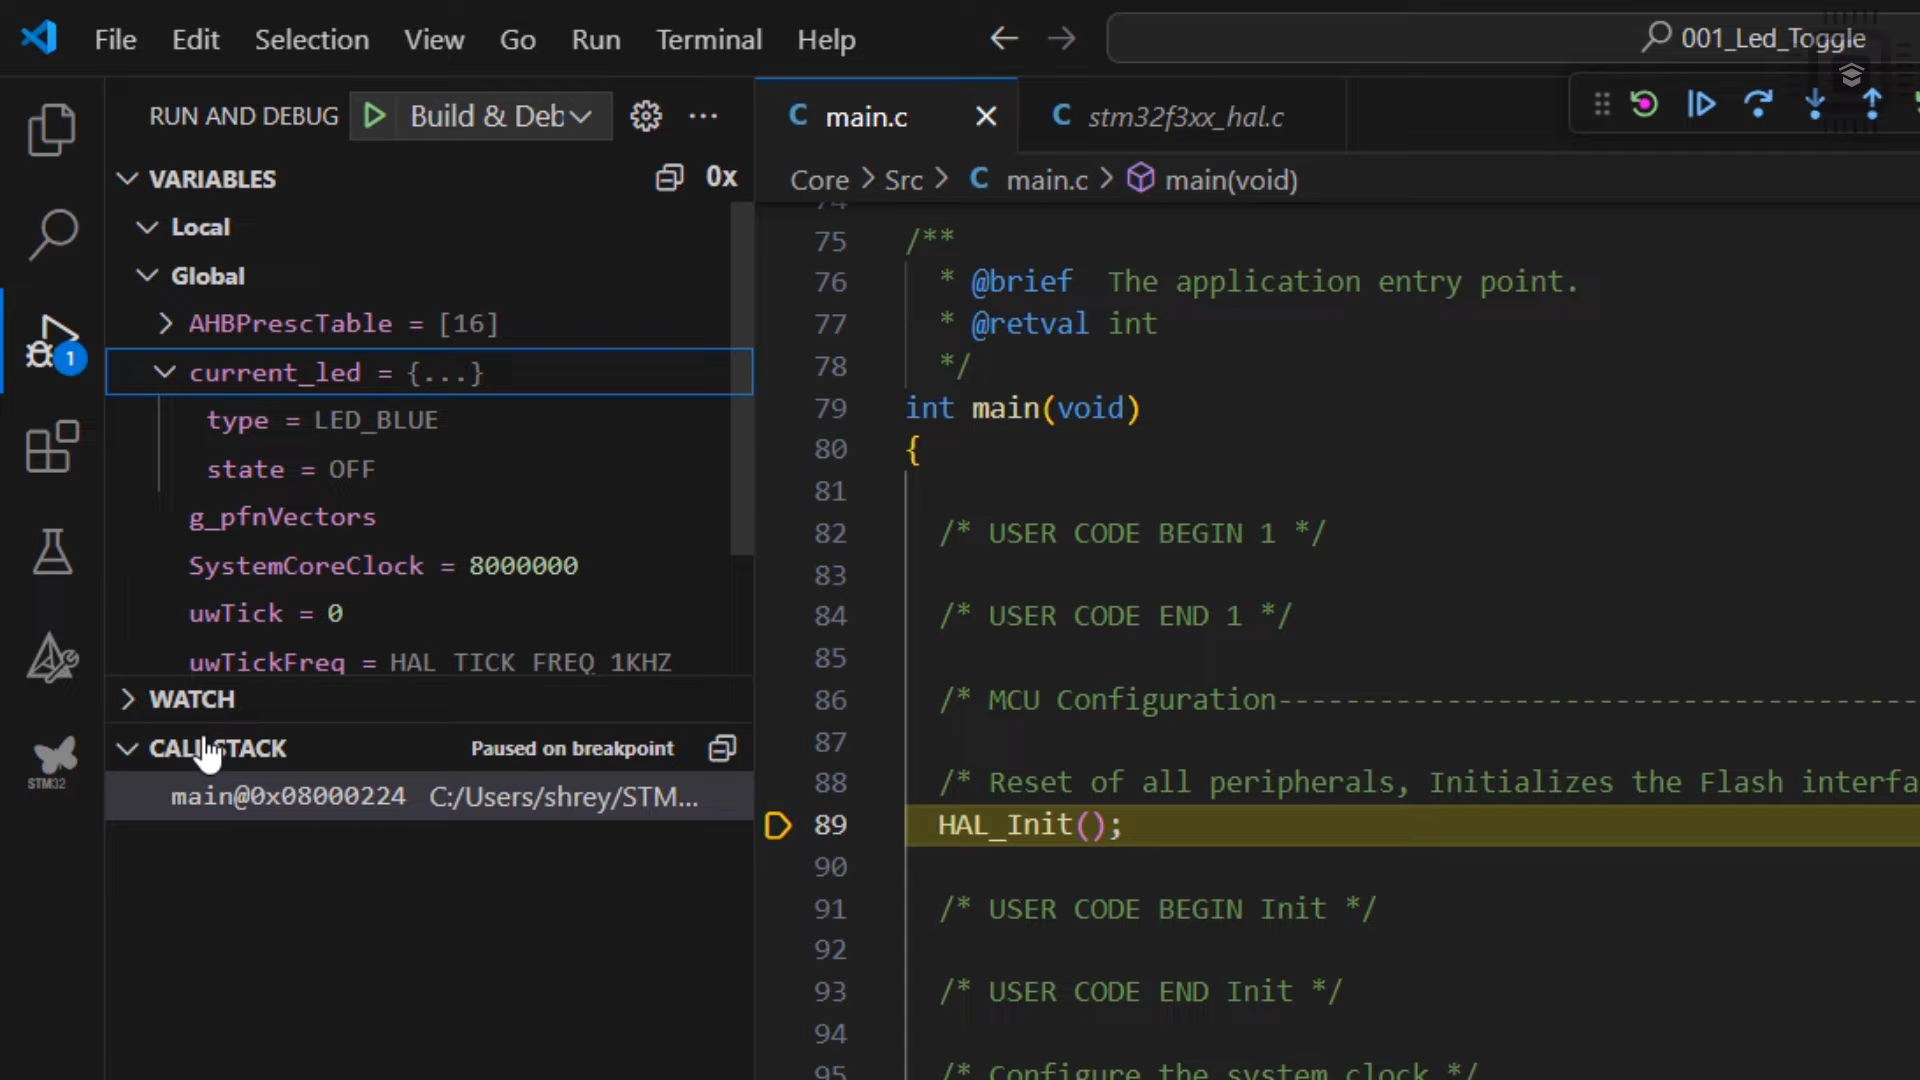 File Edit Selection View Go Run Terminal Help
001_Led_Toggle
RUN AND DEBUG
Build & Deb
...
VARIABLES
0x
Local
Global
AHBPrescTable = [16]
current_led = {...}
type = LED_BLUE
state = OFF
g_pfnVectors
SystemCoreClock = 8000000
uwTick = 0
uwTickFreq = HAL_TICK_FREQ_1KHZ
WATCH
CALL STACK
Paused on breakpoint
main@0x08000224 C:/Users/shrey/STM...
1
STM32
C main.c
C stm32f3xx_hal.c
Core > Src > C main.c > main(void)
74
75 /**
76 * @brief The application entry point.
77 * @retval int
78 */
79 int main(void)
80 {
81
82 /* USER CODE BEGIN 1 */
83
84 /* USER CODE END 1 */
85
86 /* MCU Configuration--------------------------------------
87
88 /* Reset of all peripherals, Initializes the Flash interfa
89 HAL_Init();
90
91 /* USER CODE BEGIN Init */
92
93 /* USER CODE END Init */
94
95 /* Configure the system clock */